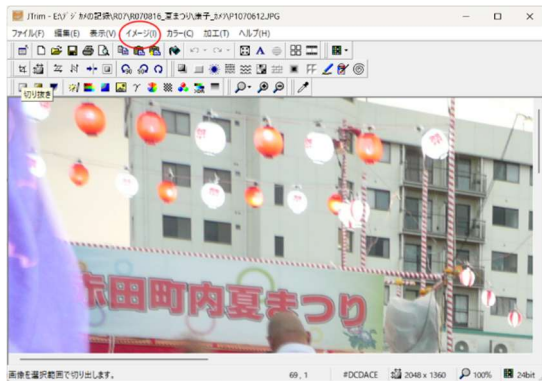 JTrim - E:\デジカメの記録\R07\R070816_夏まつり\康子_カメ\P1070612.JPG
ファイル(F) 編集(E) 表示(V) イメージ(I) カラー(C) 加工(T) ヘルプ(H)
切り抜き
赤田町内夏まつり
画像を選択範囲で切り出します。
69 , 1 #DCDACE 2048 x 1360 100% 24bit